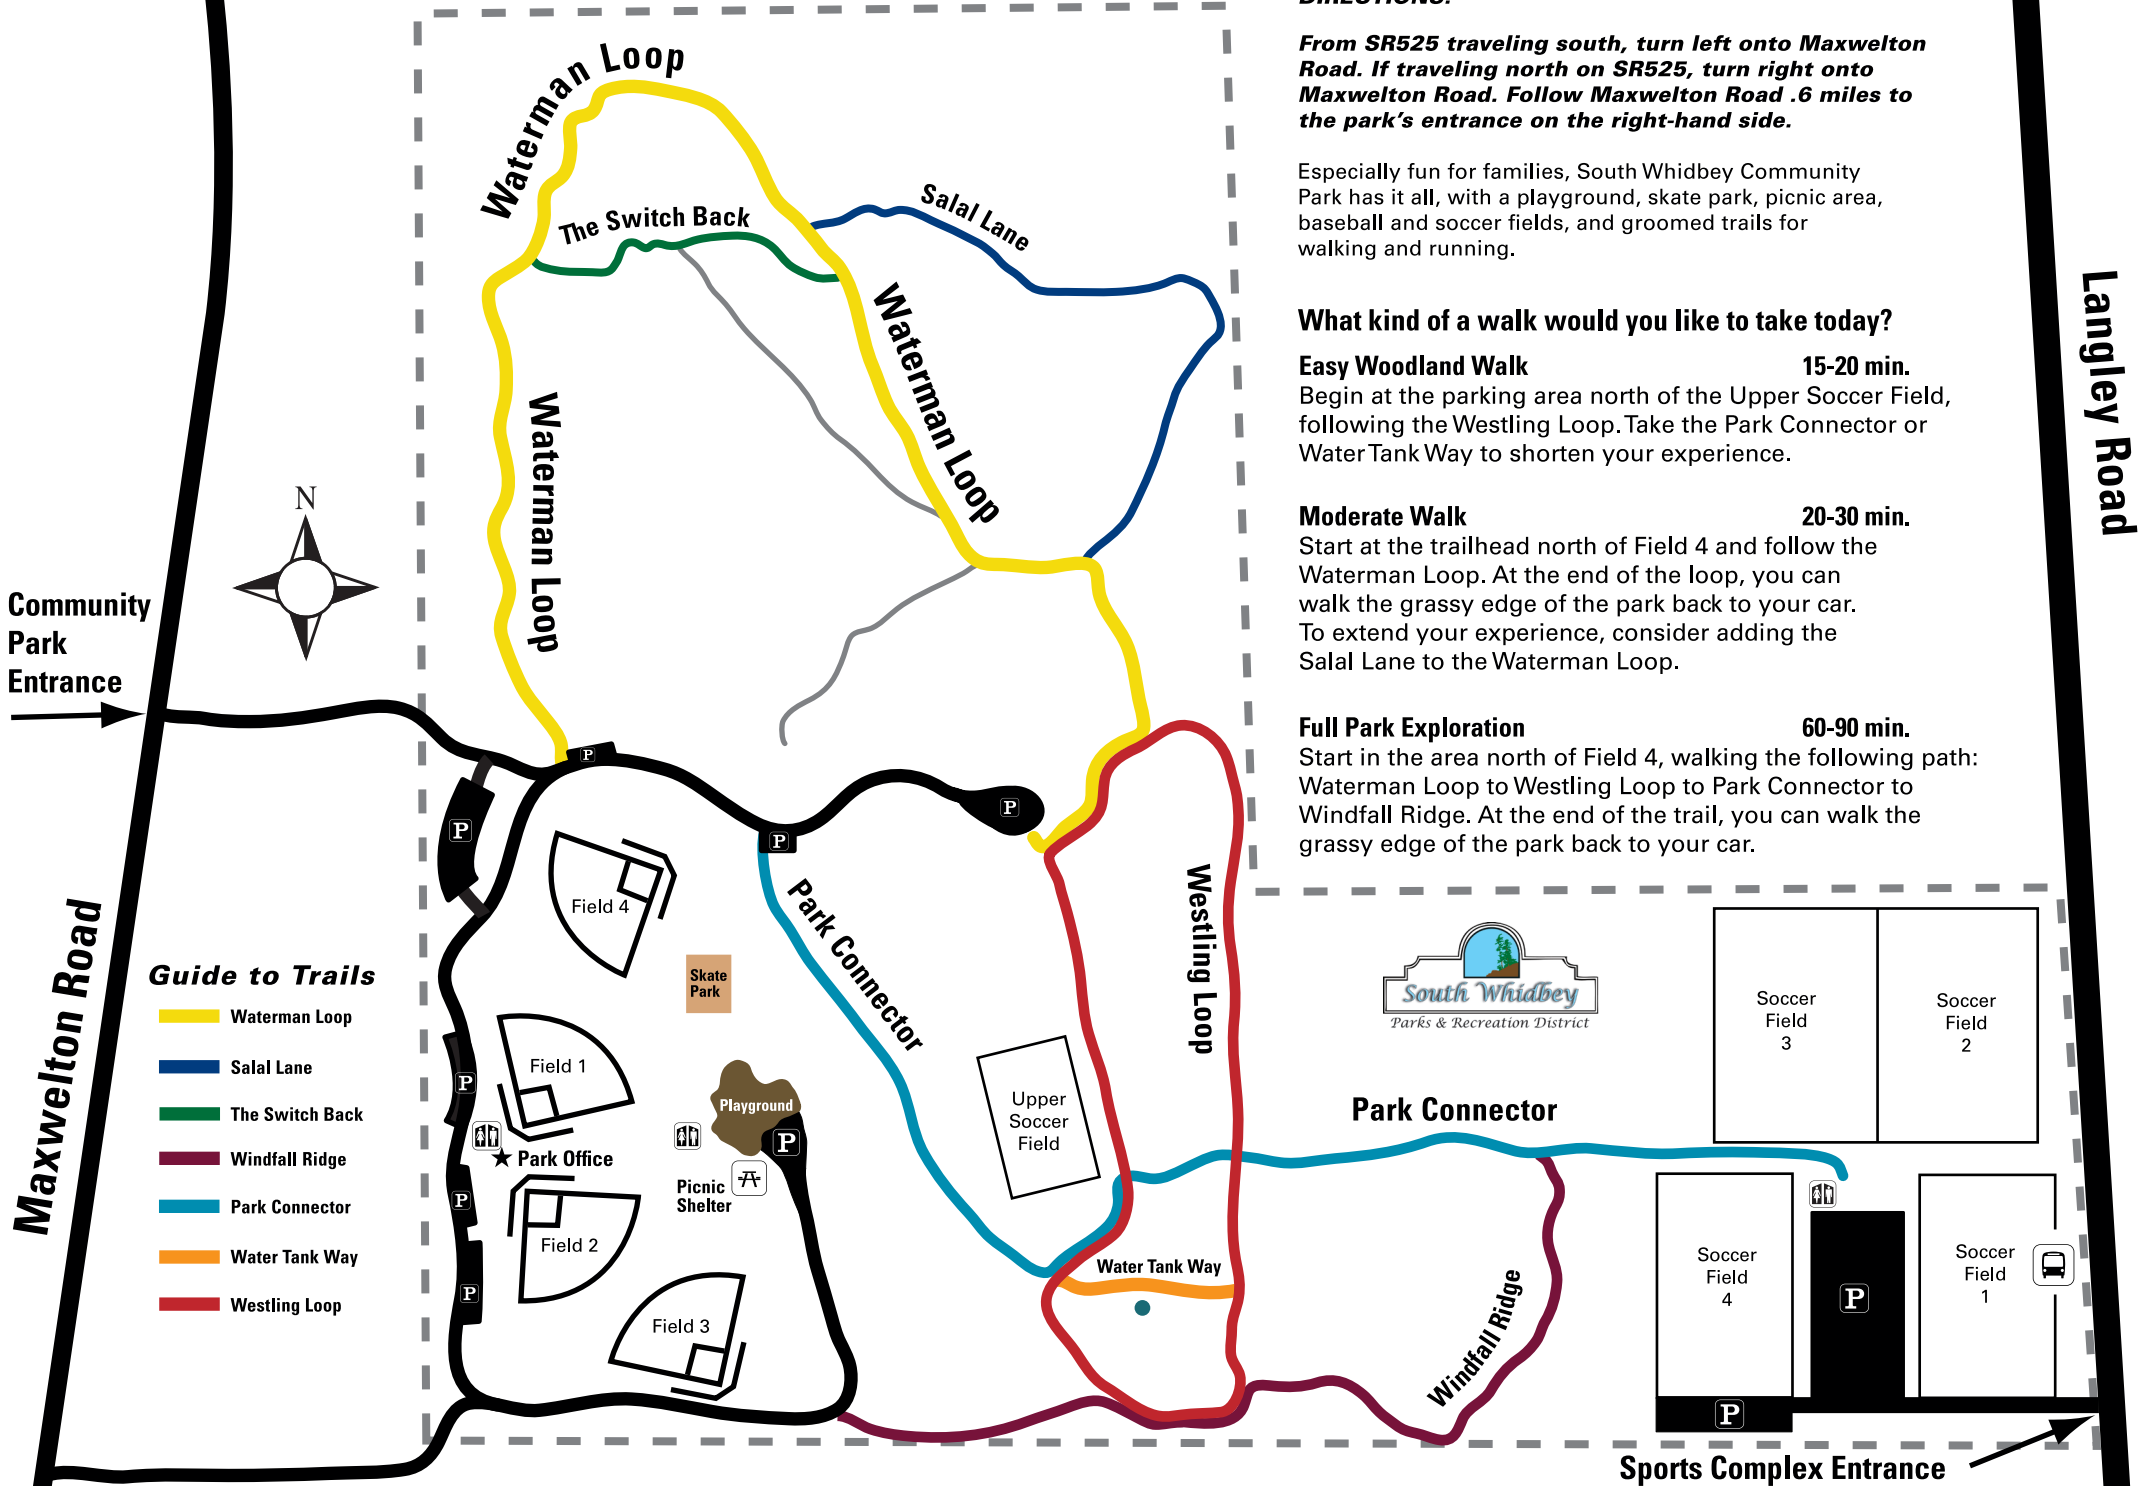 DIRECTIONS:
From SR525 traveling south, turn left onto Maxwelton
Road. If traveling north on SR525, turn right onto
Maxwelton Road. Follow Maxwelton Road .6 miles to
the park's entrance on the right-hand side.
Especially fun for families, South Whidbey Community
Park has it all, with a playground, skate park, picnic area,
baseball and soccer fields, and groomed trails for
walking and running.
What kind of a walk would you like to take today?
Easy Woodland Walk 15-20 min.
Begin at the parking area north of the Upper Soccer Field,
following the Westling Loop. Take the Park Connector or
Water Tank Way to shorten your experience.
Moderate Walk 20-30 min.
Start at the trailhead north of Field 4 and follow the
Waterman Loop. At the end of the loop, you can
walk the grassy edge of the park back to your car.
To extend your experience, consider adding the
Salal Lane to the Waterman Loop.
Full Park Exploration 60-90 min.
Start in the area north of Field 4, walking the following path:
Waterman Loop to Westling Loop to Park Connector to
Windfall Ridge. At the end of the trail, you can walk the
grassy edge of the park back to your car.
Waterman Loop
The Switch Back
Salal Lane
Waterman Loop
Waterman Loop
Langley Road
N
Community
Park
Entrance
Maxwelton Road
P
P
P
P
P
P
P
P
P
P
Guide to Trails
Waterman Loop
Salal Lane
The Switch Back
Windfall Ridge
Park Connector
Water Tank Way
Westling Loop
Field 4
Skate
Park
Park Connector
Westling Loop
Field 1
Playground
Park Office
Picnic
Shelter
Field 2
Field 3
Upper
Soccer
Field
Water Tank Way
South Whidbey
Parks & Recreation District
Park Connector
Windfall Ridge
Soccer
Field
3
Soccer
Field
2
Soccer
Field
4
Soccer
Field
1
Sports Complex Entrance